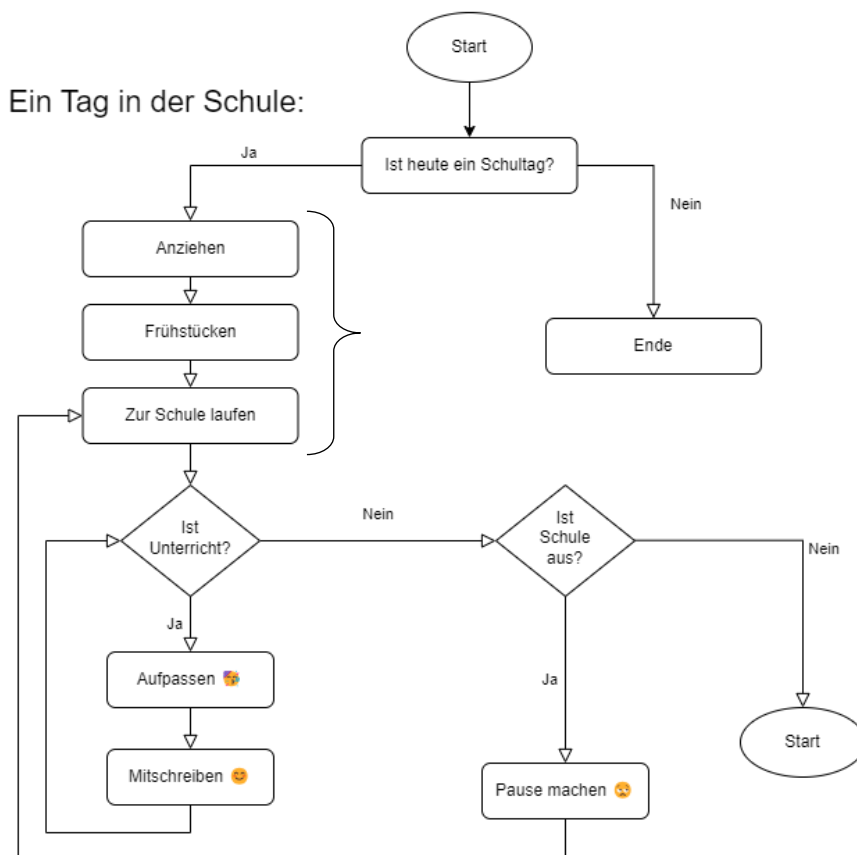 Start
Ein Tag in der Schule:
Ja
Ist heute ein Schultag?
Nein
Anziehen
Frühstücken
Ende
Zur Schule laufen
Ist
Unterricht?
Nein
Ist
Schule
aus?
Nein
Ja
Aufpassen 🥳
Ja
Start
Mitschreiben 😊
Pause machen 😢